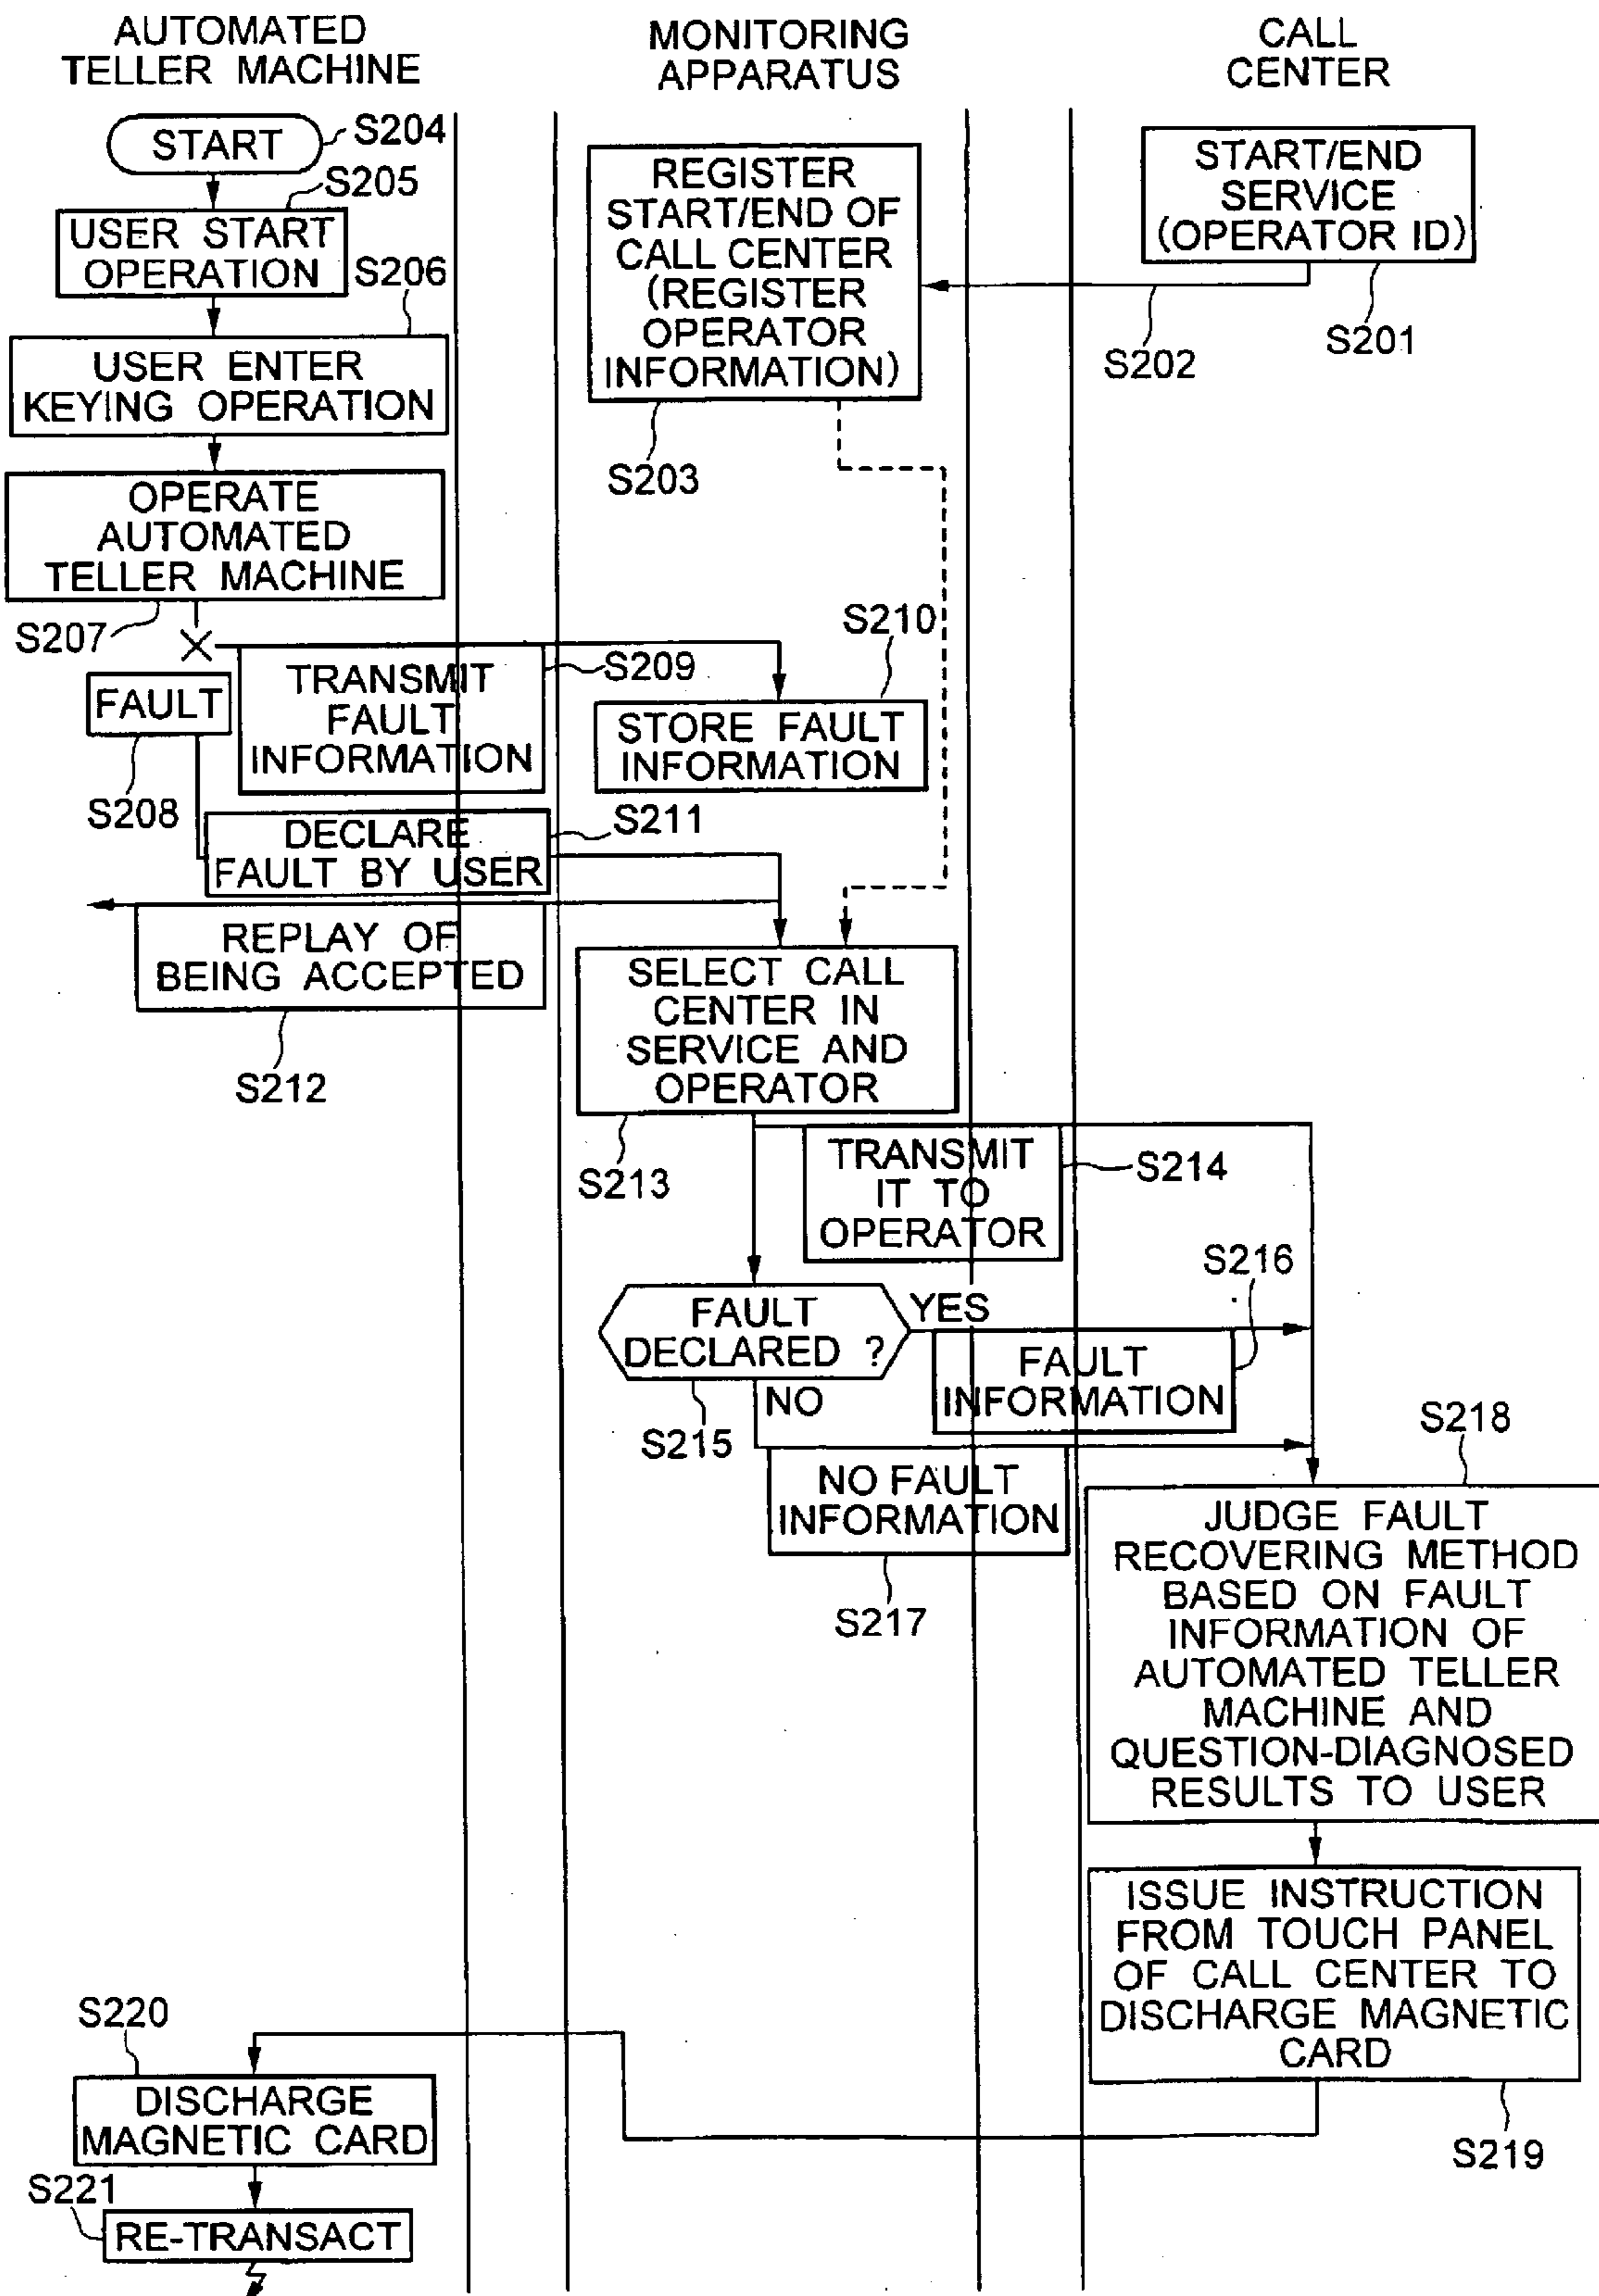 AUTOMATED
TELLER MACHINE
MONITORING
APPARATUS
CALL
CENTER
START
S204
S205
USER START
OPERATION
S206
USER ENTER
KEYING OPERATION
OPERATE
AUTOMATED
TELLER MACHINE
S207
FAULT
S208
TRANSMIT
FAULT
INFORMATION
S209
DECLARE
FAULT BY USER
S211
REPLAY OF
BEING ACCEPTED
S212
REGISTER
START/END OF
CALL CENTER
(REGISTER
OPERATOR
INFORMATION)
S203
START/END
SERVICE
(OPERATOR ID)
S201
S202
S210
STORE FAULT
INFORMATION
SELECT CALL
CENTER IN
SERVICE AND
OPERATOR
S213
TRANSMIT
IT TO
OPERATOR
S214
FAULT
DECLARED ?
YES
NO
S215
S216
FAULT
INFORMATION
NO FAULT
INFORMATION
S217
S218
JUDGE FAULT
RECOVERING METHOD
BASED ON FAULT
INFORMATION OF
AUTOMATED TELLER
MACHINE AND
QUESTION-DIAGNOSED
RESULTS TO USER
ISSUE INSTRUCTION
FROM TOUCH PANEL
OF CALL CENTER TO
DISCHARGE MAGNETIC
CARD
S219
S220
DISCHARGE
MAGNETIC CARD
S221
RE-TRANSACT